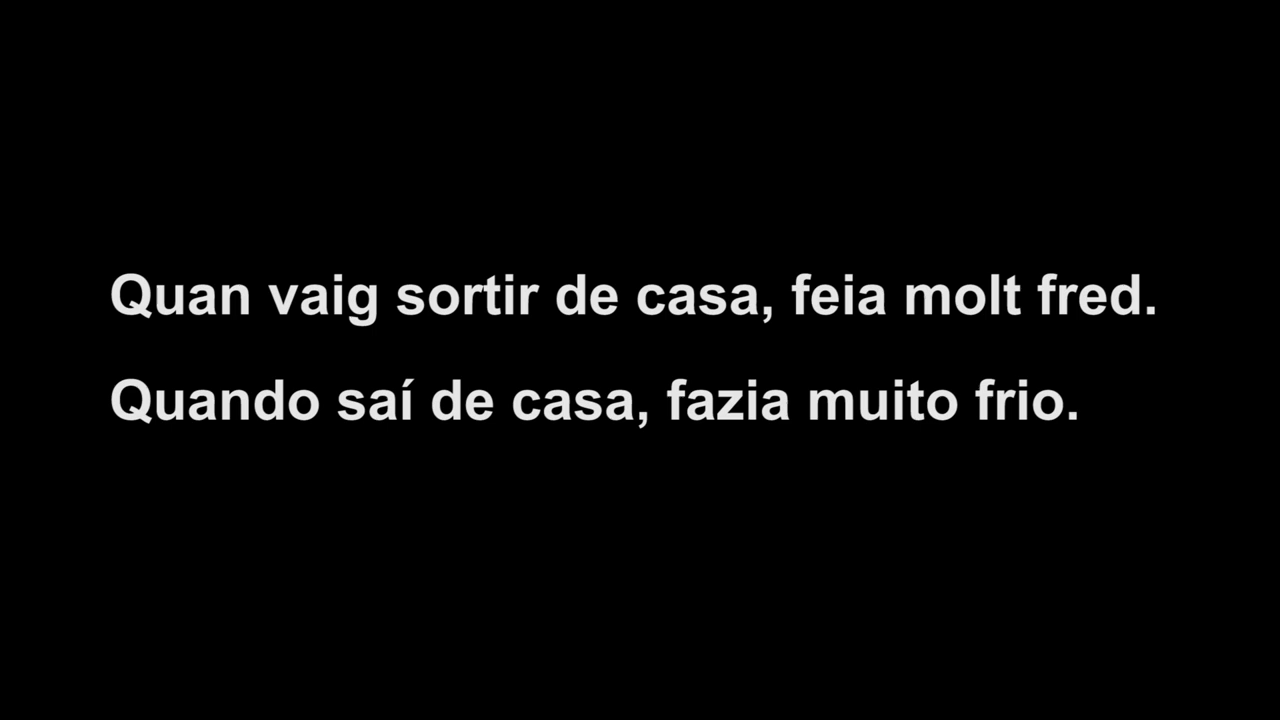 Quan vaig sortir de casa, feia molt fred.
Quando saí de casa, fazia muito frio.